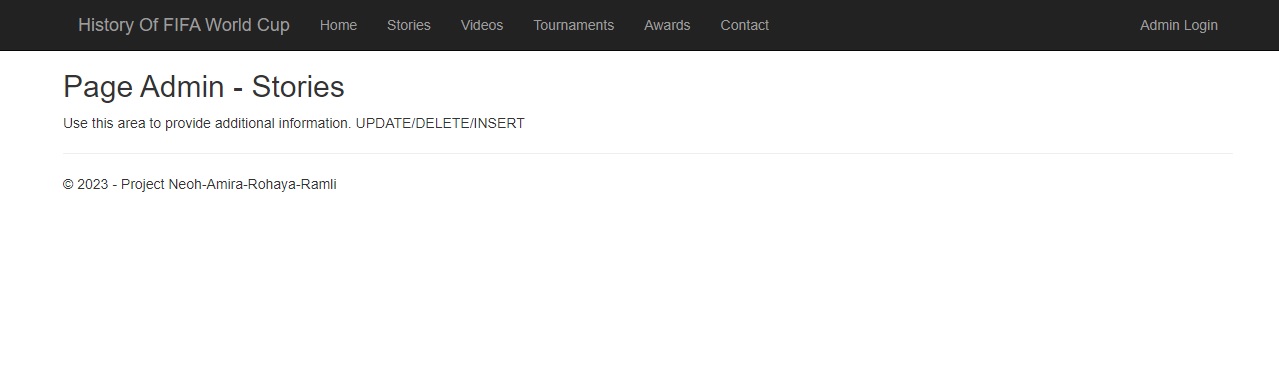 History Of FIFA World Cup Home Stories Videos Tournaments Awards Contact Admin Login
Page Admin - Stories
Use this area to provide additional information. UPDATE/DELETE/INSERT
© 2023 - Project Neoh-Amira-Rohaya-Ramli